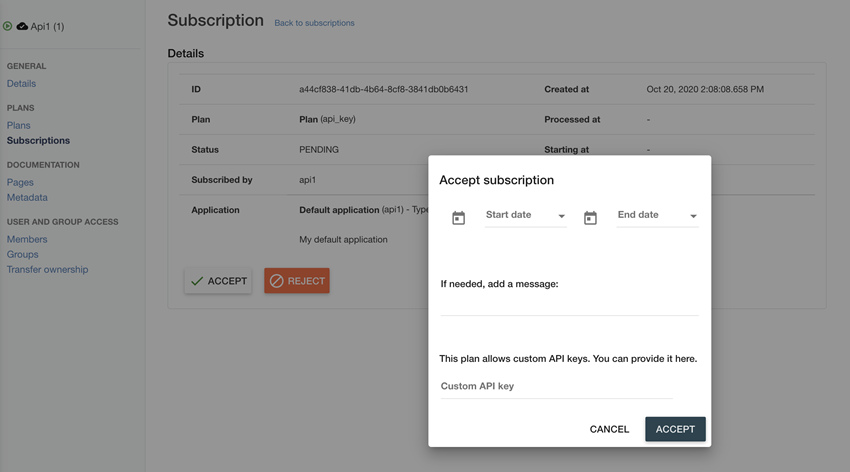 Api1 (1)
GENERAL
Details
PLANS
Plans
Subscriptions
DOCUMENTATION
Pages
Metadata
USER AND GROUP ACCESS
Members
Groups
Transfer ownership
Subscription Back to subscriptions
Details
ID a44cf838-41db-4b64-8cf8-3841db0b6431 Created at Oct 20, 2020 2:08:08.658 PM
Plan Plan (api_key) Processed at -
Status PENDING Starting at -
Subscribed by api1
Application Default application (api1) - Type
My default application
ACCEPT REJECT
Accept subscription
Start date End date
If needed, add a message:
This plan allows custom API keys. You can provide it here.
Custom API key
CANCEL ACCEPT